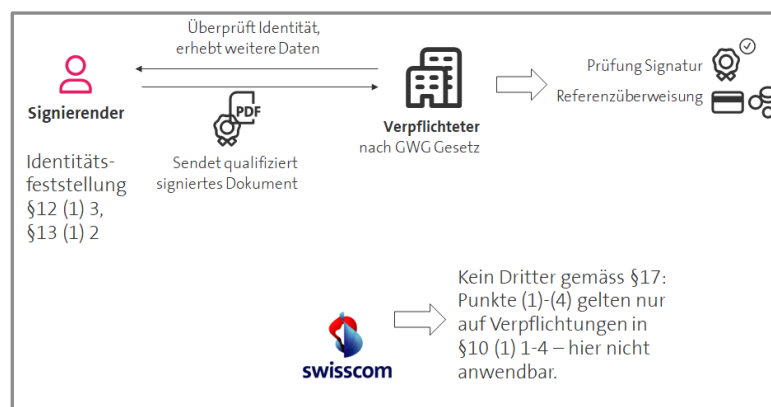 Überprüft Identität,
erhebt weitere Daten
Signierender
PDF
Sendet qualifiziert
signiertes Dokument
Verpflichteter
nach GWG Gesetz
Prüfung Signatur
Referenzüberweisung
Identitäts-
feststellung
§12 (1) 3,
§13 (1) 2
swisscom
Kein Dritter gemäss §17:
Punkte (1)-(4) gelten nur
auf Verpflichtungen in
§10 (1) 1-4 – hier nicht
anwendbar.